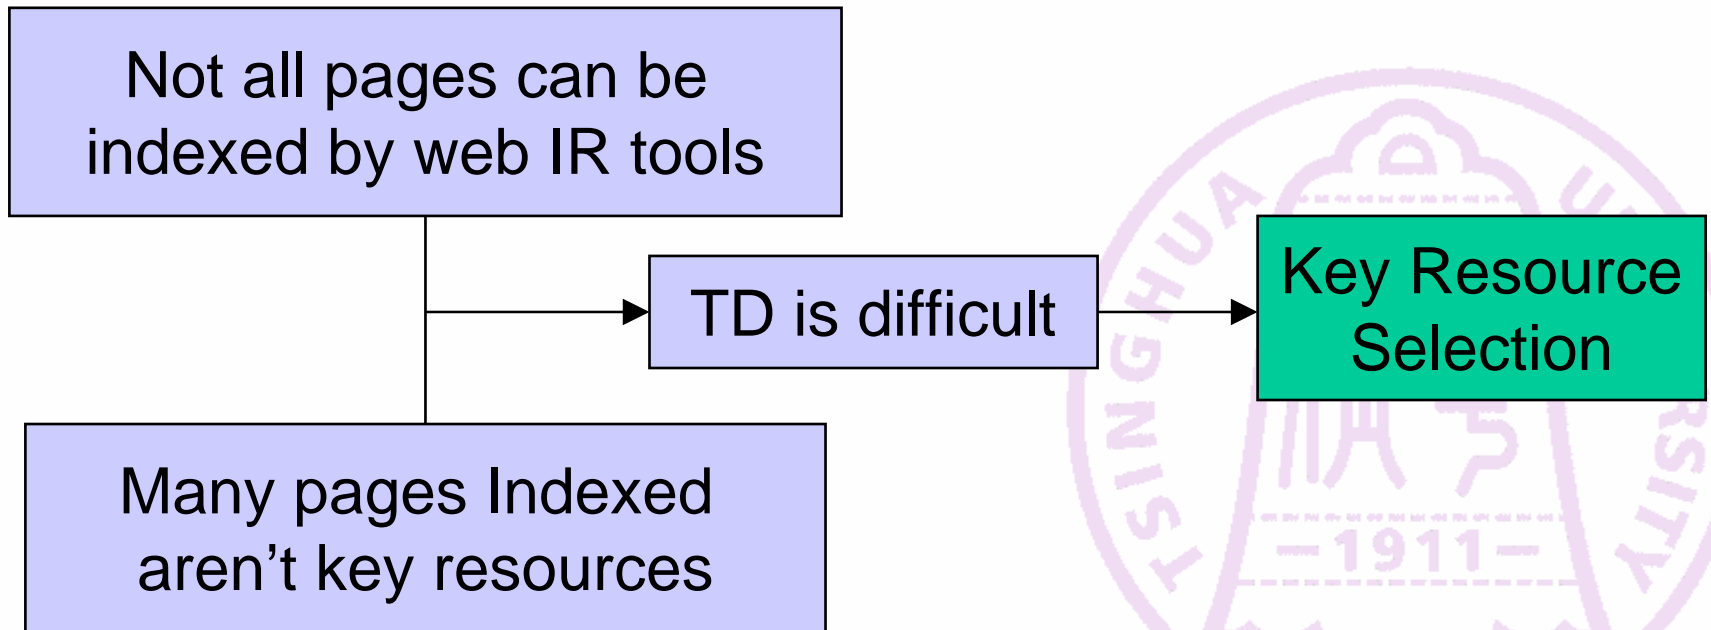 Not all pages can be
indexed by web IR tools
TD is difficult
Key Resource
Selection
Many pages Indexed
aren't key resources
TSINGHUA
-1911-